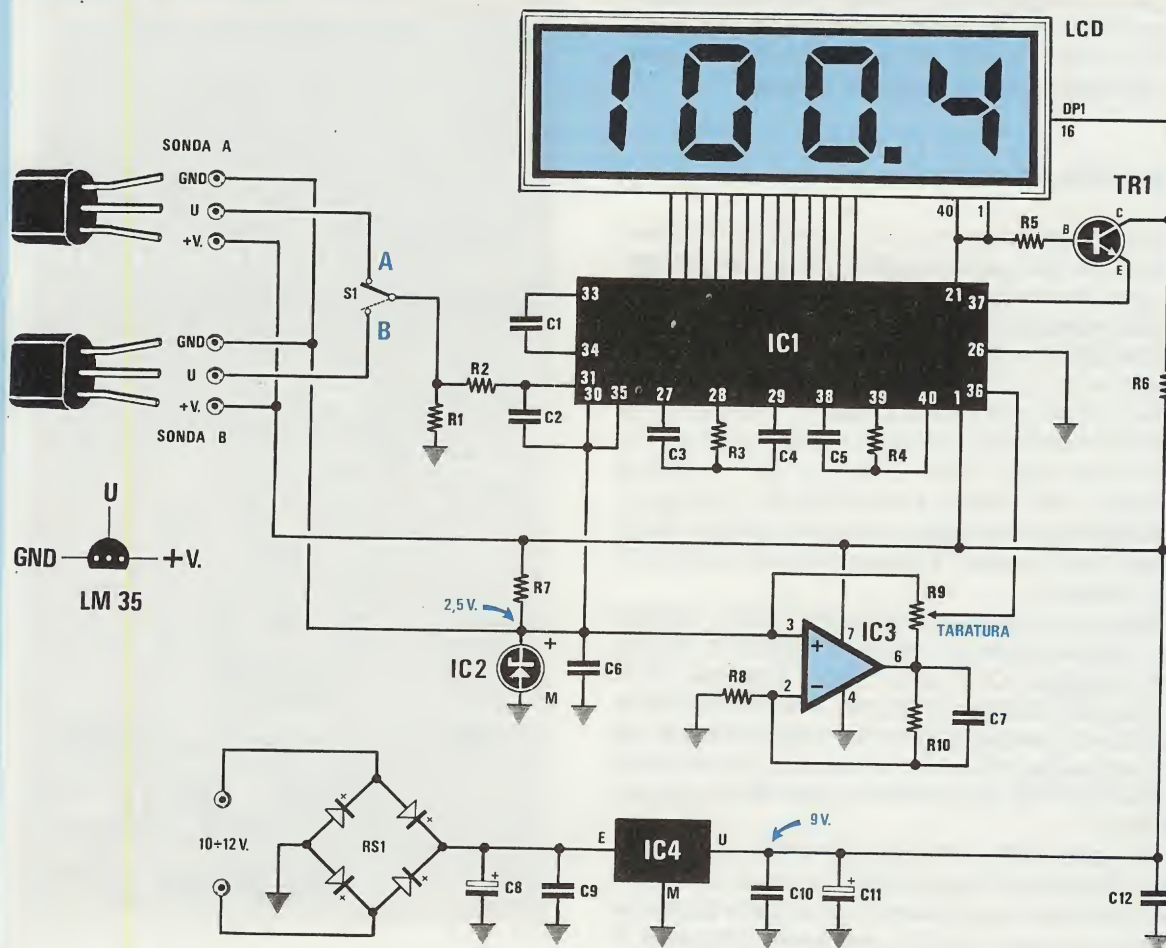 LCD
100.4
DP1
16
TR1
SONDA A
GND
U
+V.
A
S1
B
GND
U
+V.
SONDA B
40
1
R5
B
C
E
33
C1
34
21
37
IC1
26
R2
31
30
35
27
28
29
38
39
40
1
36
R6
R1
C2
C3
R3
C4
C5
R4
U
GND
+V.
LM 35
R7
2,5 V.
IC2
+
M
C6
R9
TARATURA
3
+
7
IC3
6
R8
2
−
4
R10
C7
10÷12 V.
RS1
E
IC4
U
M
9 V.
+
C8
C9
C10
+
C11
C12